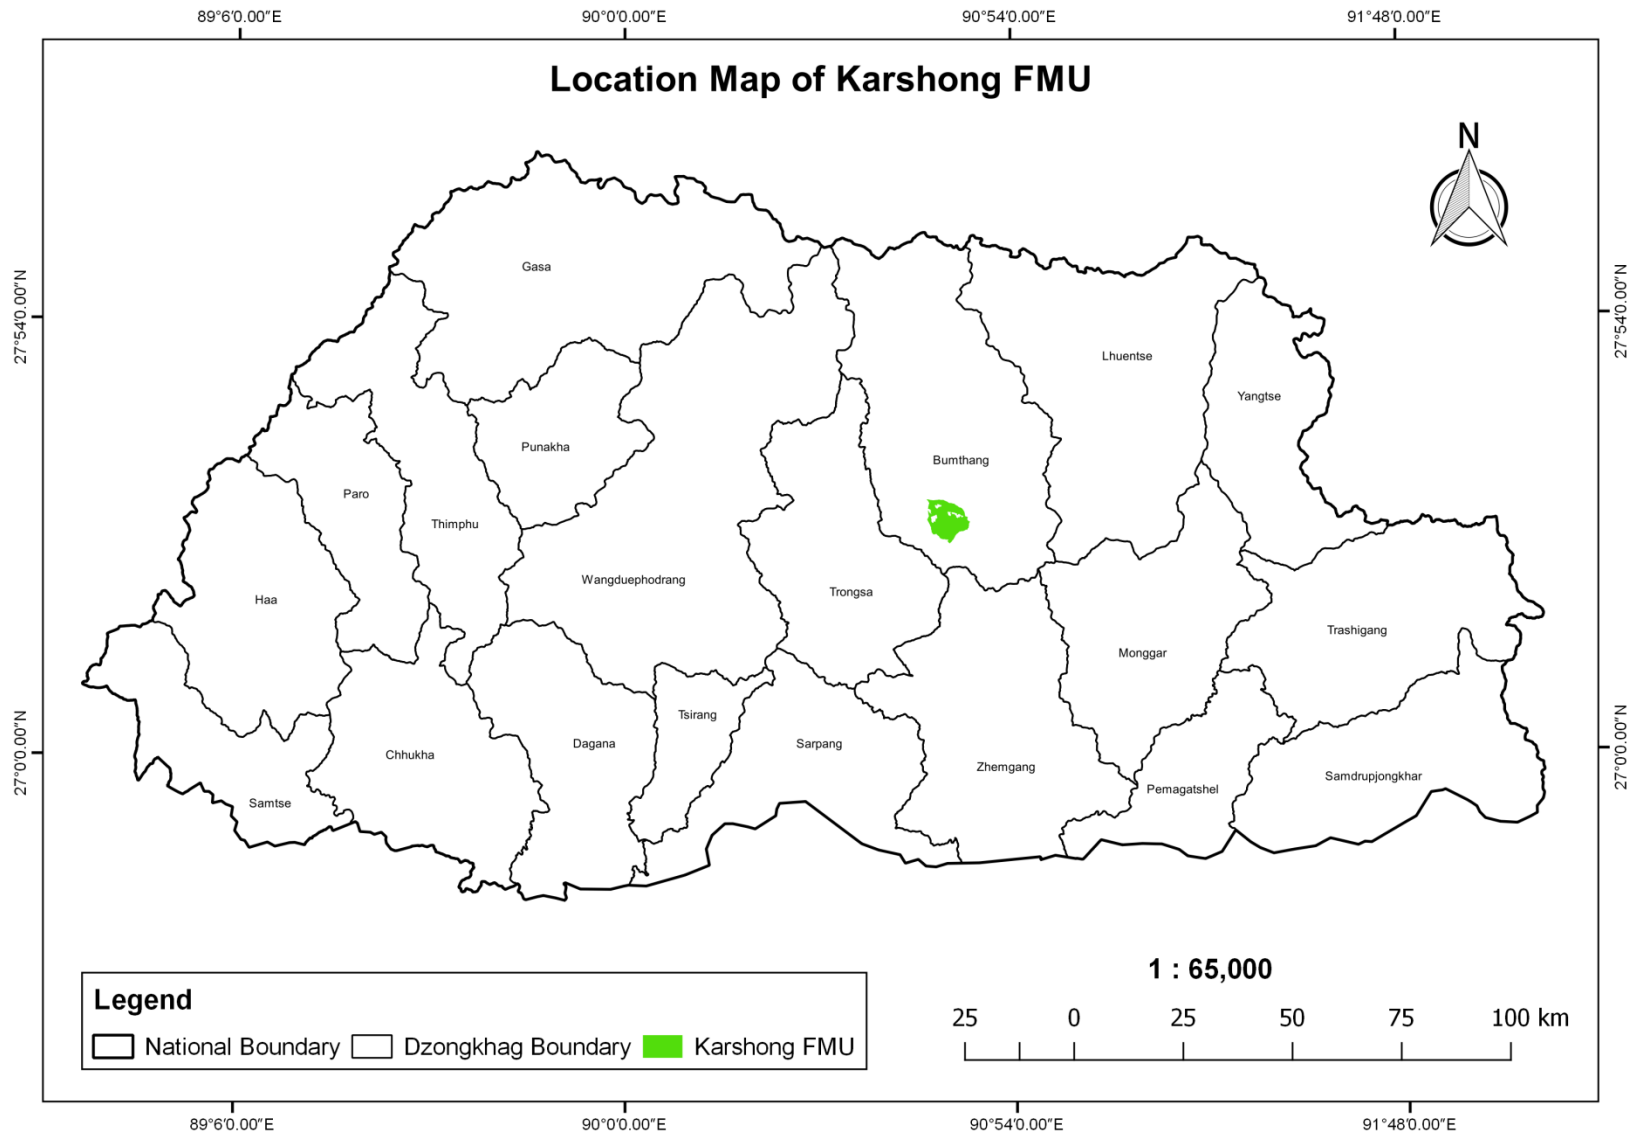 89°6'0.00"E 90°0'0.00"E 90°54'0.00"E 91°48'0.00"E
Location Map of Karshong FMU
N
Gasa
27°54'0.00"N 27°54'0.00"N
Lhuentse
Yangtse
Punakha
Bumthang
Paro
Thimphu
Wangduephodrang
Trongsa
Haa
Trashigang
Monggar
Tsirang
Dagana
Sarpang
27°0'0.00"N 27°0'0.00"N
Chhukha
Zhemgang
Samdrupjongkhar
Pemagatshel
Samtse
1 : 65,000
Legend
25 0 25 50 75 100 km
National Boundary Dzongkhag Boundary Karshong FMU
89°6'0.00"E 90°0'0.00"E 90°54'0.00"E 91°48'0.00"E